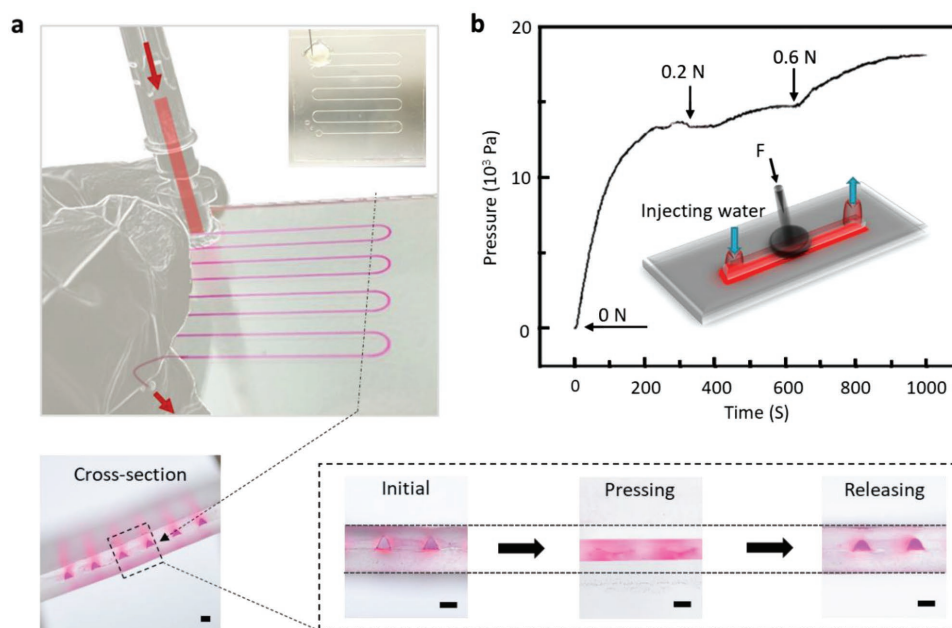 a
b
20
10
0
Pressure (10³ Pa)
0.2 N
0.6 N
F
Injecting water
0 N
0
200
400
600
800
1000
Time (S)
Cross-section
Initial
Pressing
Releasing